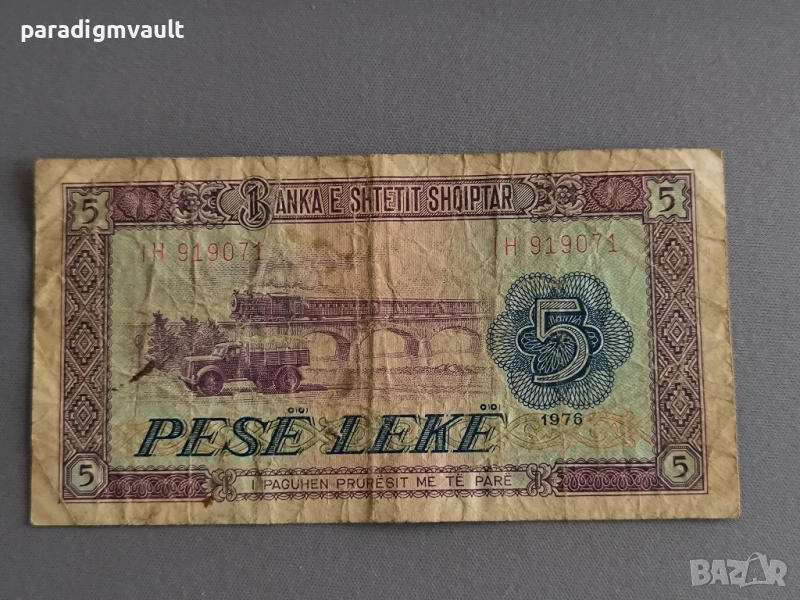 paradigmvault
5 BANKA E SHTETIT SHQIPTAR 5
IH 919071 IH 919071
5
PESË LEKË 1976
5 I PAGUHEN PRURËSIT ME TË PARË 5
BAZAR